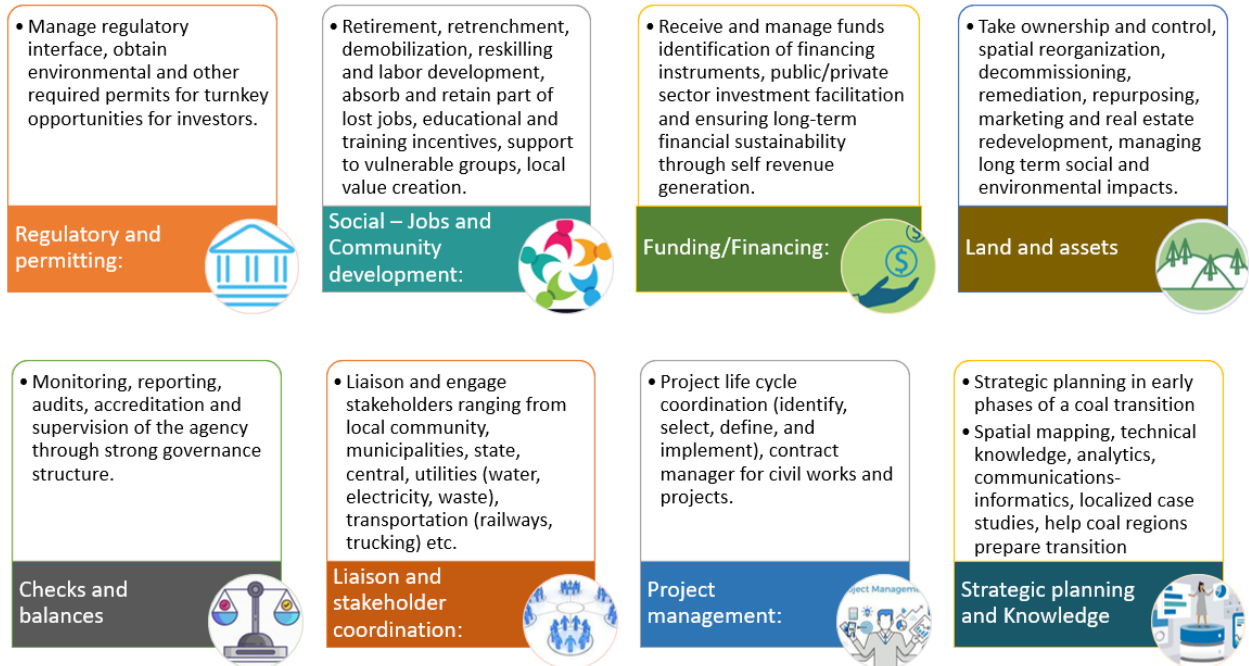 • Manage regulatory
interface, obtain
environmental and other
required permits for turnkey
opportunities for investors.
Regulatory and
permitting:
• Retirement, retrenchment,
demobilization, reskilling
and labor development,
absorb and retain part of
lost jobs, educational and
training incentives, support
to vulnerable groups, local
value creation.
Social – Jobs and
Community
development:
• Receive and manage funds
identification of financing
instruments, public/private
sector investment facilitation
and ensuring long-term
financial sustainability
through self revenue
generation.
Funding/Financing:
$
$
• Take ownership and control,
spatial reorganization,
decommissioning,
remediation, repurposing,
marketing and real estate
redevelopment, managing
long term social and
environmental impacts.
Land and assets
• Monitoring, reporting,
audits, accreditation and
supervision of the agency
through strong governance
structure.
Checks and
balances
• Liaison and engage
stakeholders ranging from
local community,
municipalities, state,
central, utilities (water,
electricity, waste),
transportation (railways,
trucking) etc.
Liaison and
stakeholder
coordination:
• Project life cycle
coordination (identify,
select, define, and
implement), contract
manager for civil works and
projects.
Project
management:
oject Managemen
• Strategic planning in early
phases of a coal transition
• Spatial mapping, technical
knowledge, analytics,
communications-
informatics, localized case
studies, help coal regions
prepare transition
Strategic planning
and Knowledge